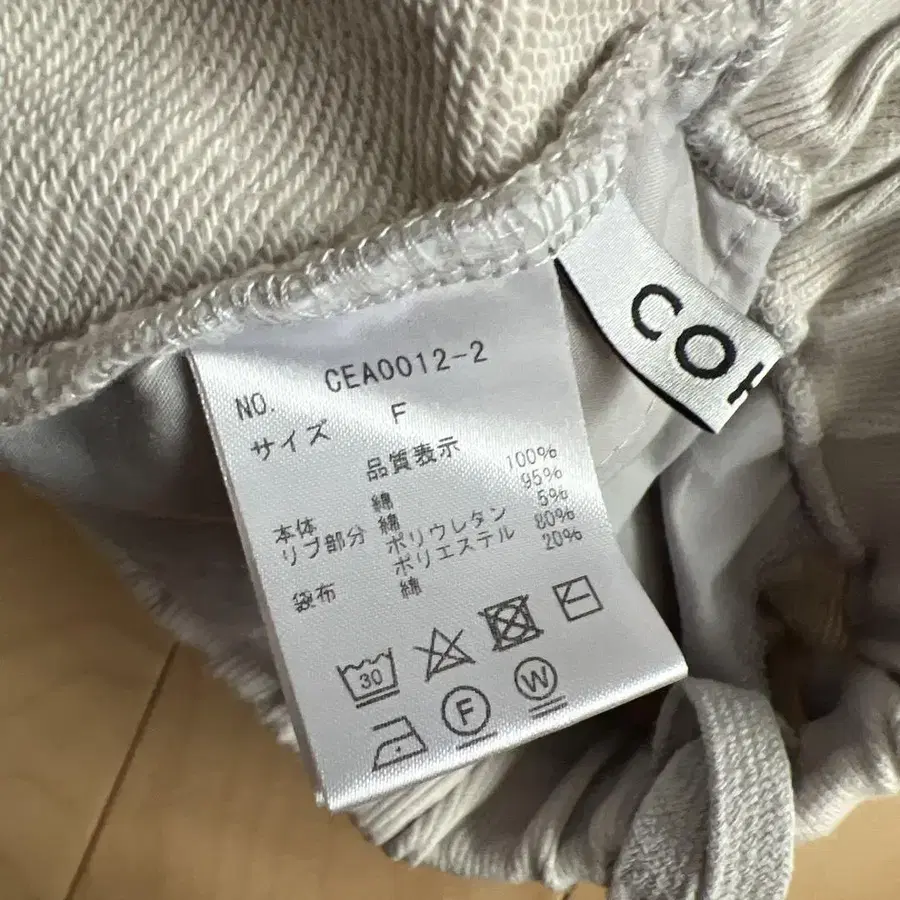 NO. CEA0012-2
サイズ F
品質表示
本体 綿 100%
リブ部分 綿 95%
ポリウレタン 5%
袋布 ポリエステル 80%
綿 20%
30
F
W
COH